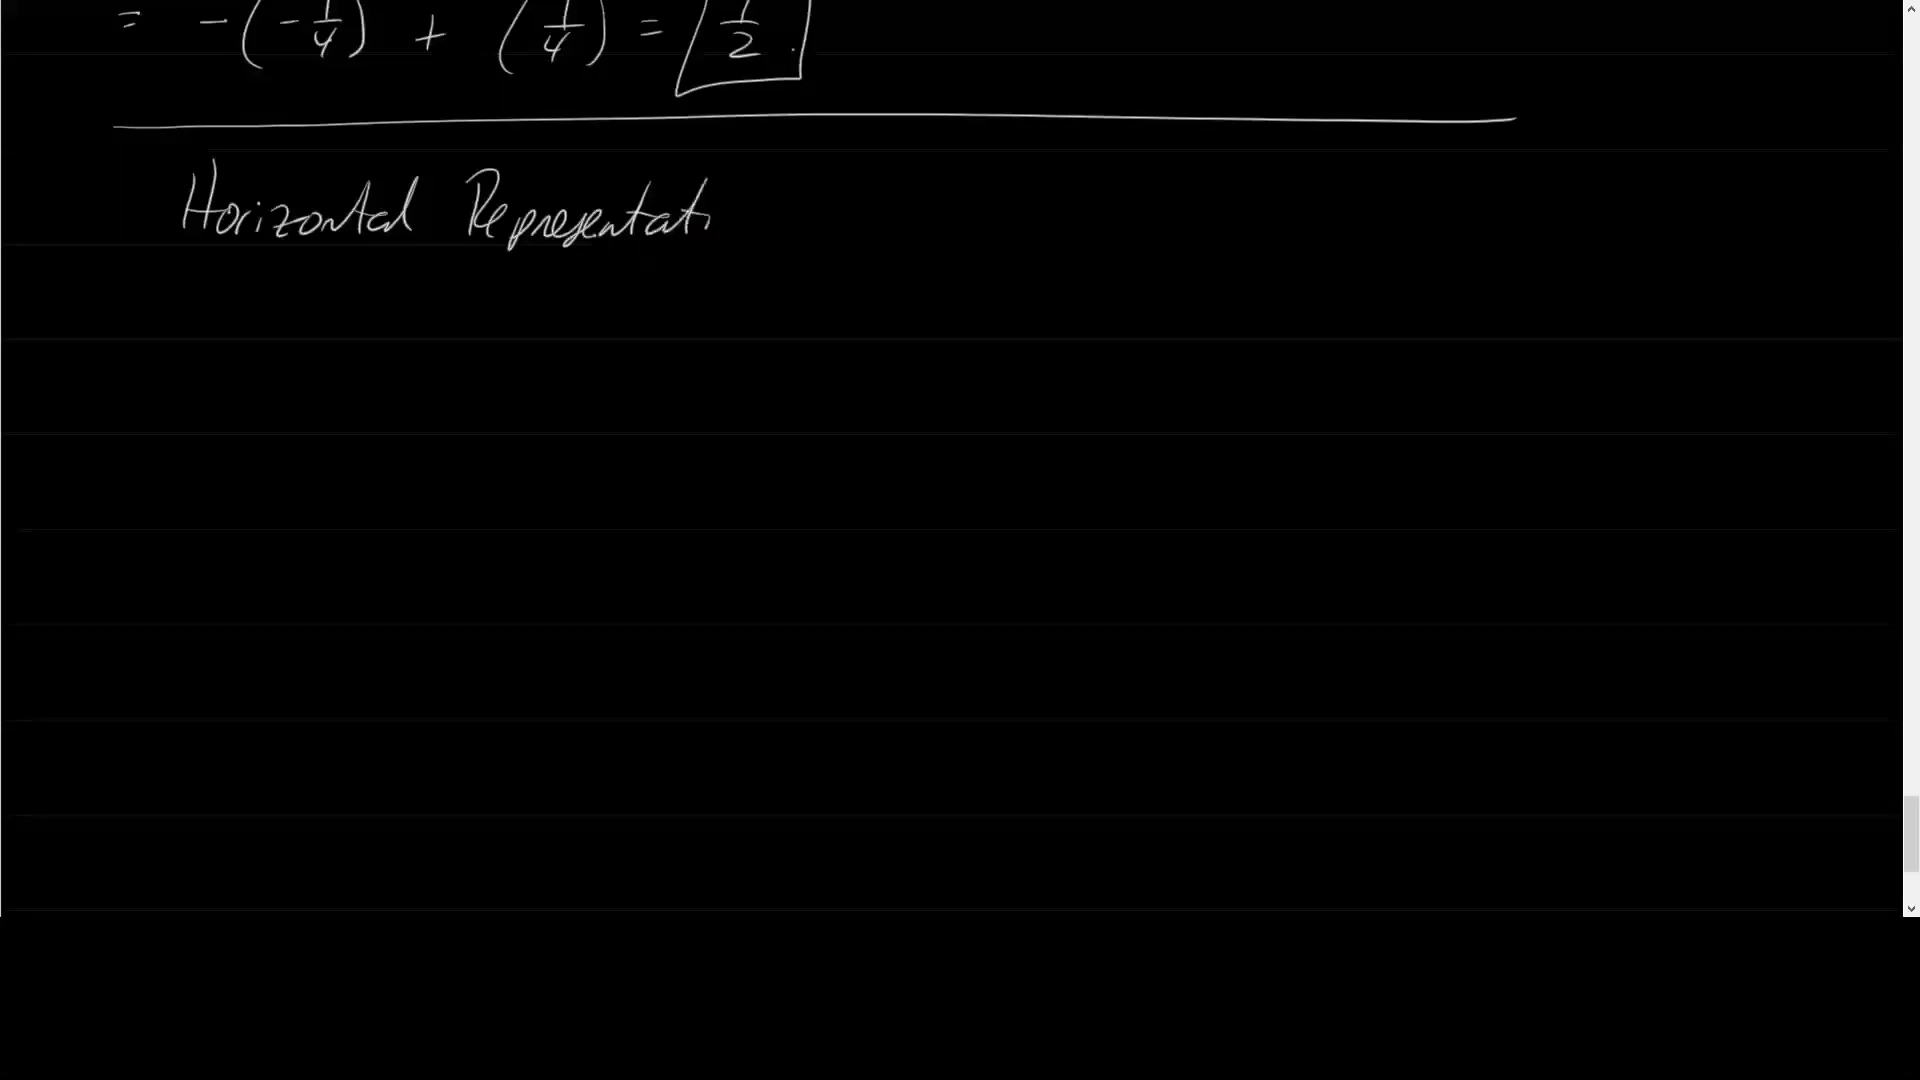 = -(-1/4) + (1/4) = 1/2.
Horizontal Representati